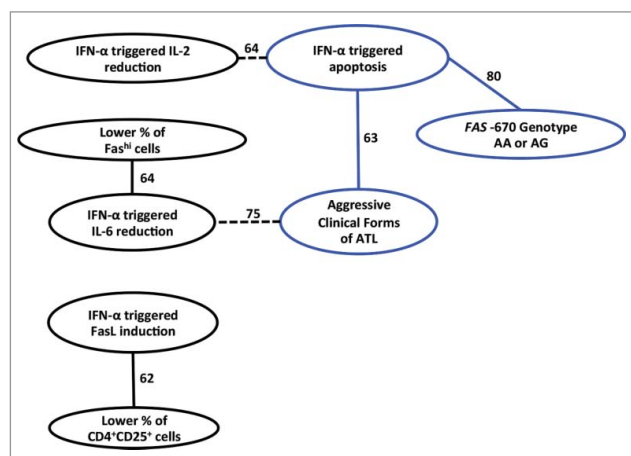 IFN-α triggered IL-2
reduction
64
IFN-α triggered
apoptosis
80
FAS -670 Genotype
AA or AG
Lower % of
Fasʰⁱ cells
63
64
IFN-α triggered
IL-6 reduction
75
Aggressive
Clinical Forms
of ATL
IFN-α triggered
FasL induction
62
Lower % of
CD4⁺CD25⁺ cells